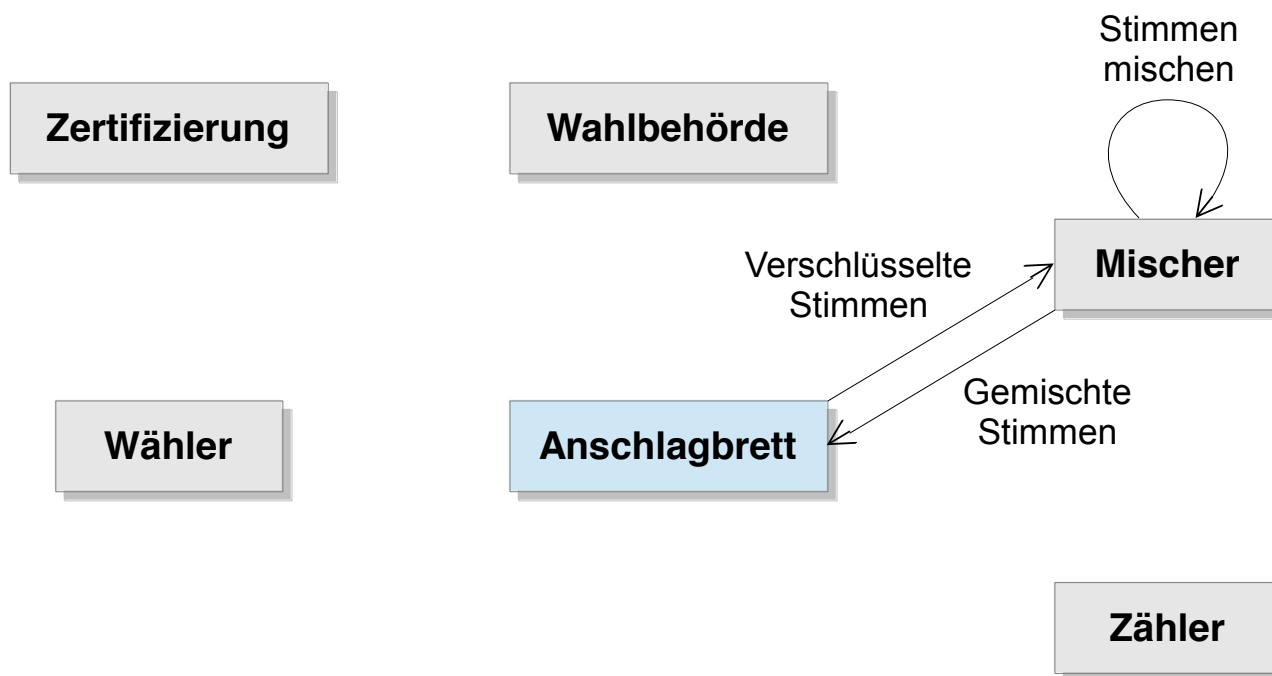 Stimmen
mischen
Zertifizierung
Wahlbehörde
Mischer
Verschlüsselte
Stimmen
Gemischte
Stimmen
Wähler
Anschlagbrett
Zähler